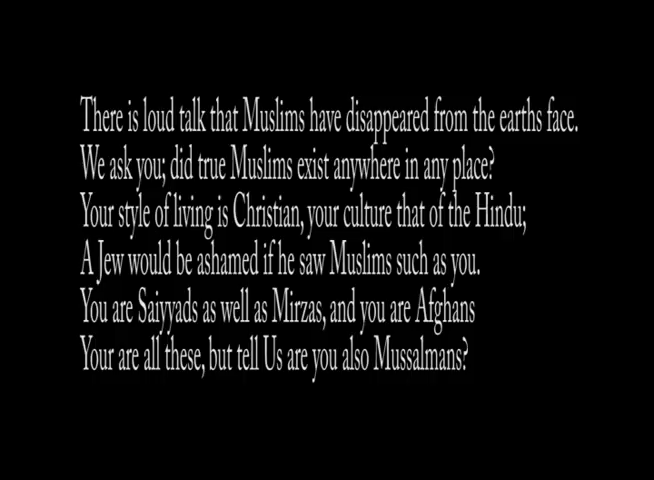 There is loud talk that Muslims have disappeared from the earths face.
We ask you; did true Muslims exist anywhere in any place?
Your style of living is Christian, your culture that of the Hindu;
A Jew would be ashamed if he saw Muslims such as you.
You are Saiyyads as well as Mirzas, and you are Afghans
Your are all these, but tell Us are you also Mussalmans?